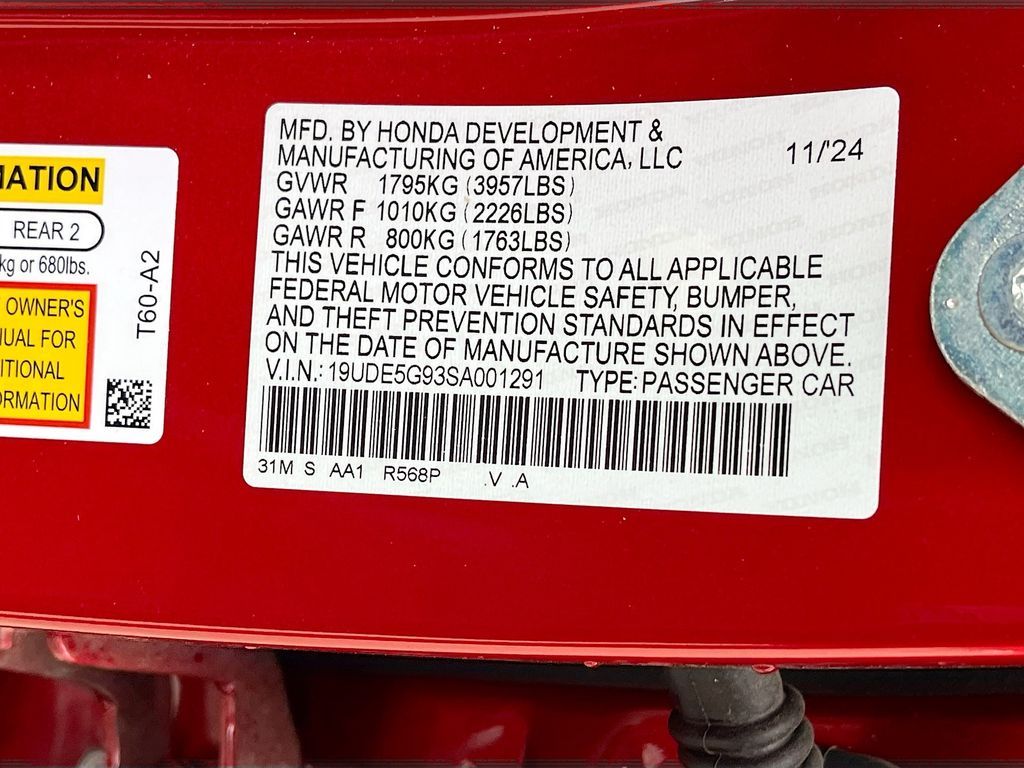 MATION
REAR 2
kg or 680lbs.
OWNER'S
UAL FOR
ITIONAL
ORMATION
T60-A2
MFD. BY HONDA DEVELOPMENT &
MANUFACTURING OF AMERICA, LLC 11/'24
GVWR 1795KG (3957LBS)
GAWR F 1010KG (2226LBS)
GAWR R 800KG (1763LBS)
THIS VEHICLE CONFORMS TO ALL APPLICABLE
FEDERAL MOTOR VEHICLE SAFETY, BUMPER,
AND THEFT PREVENTION STANDARDS IN EFFECT
ON THE DATE OF MANUFACTURE SHOWN ABOVE.
V.I.N.: 19UDE5G93SA001291 TYPE: PASSENGER CAR
31M S AA1 R568P .V .A